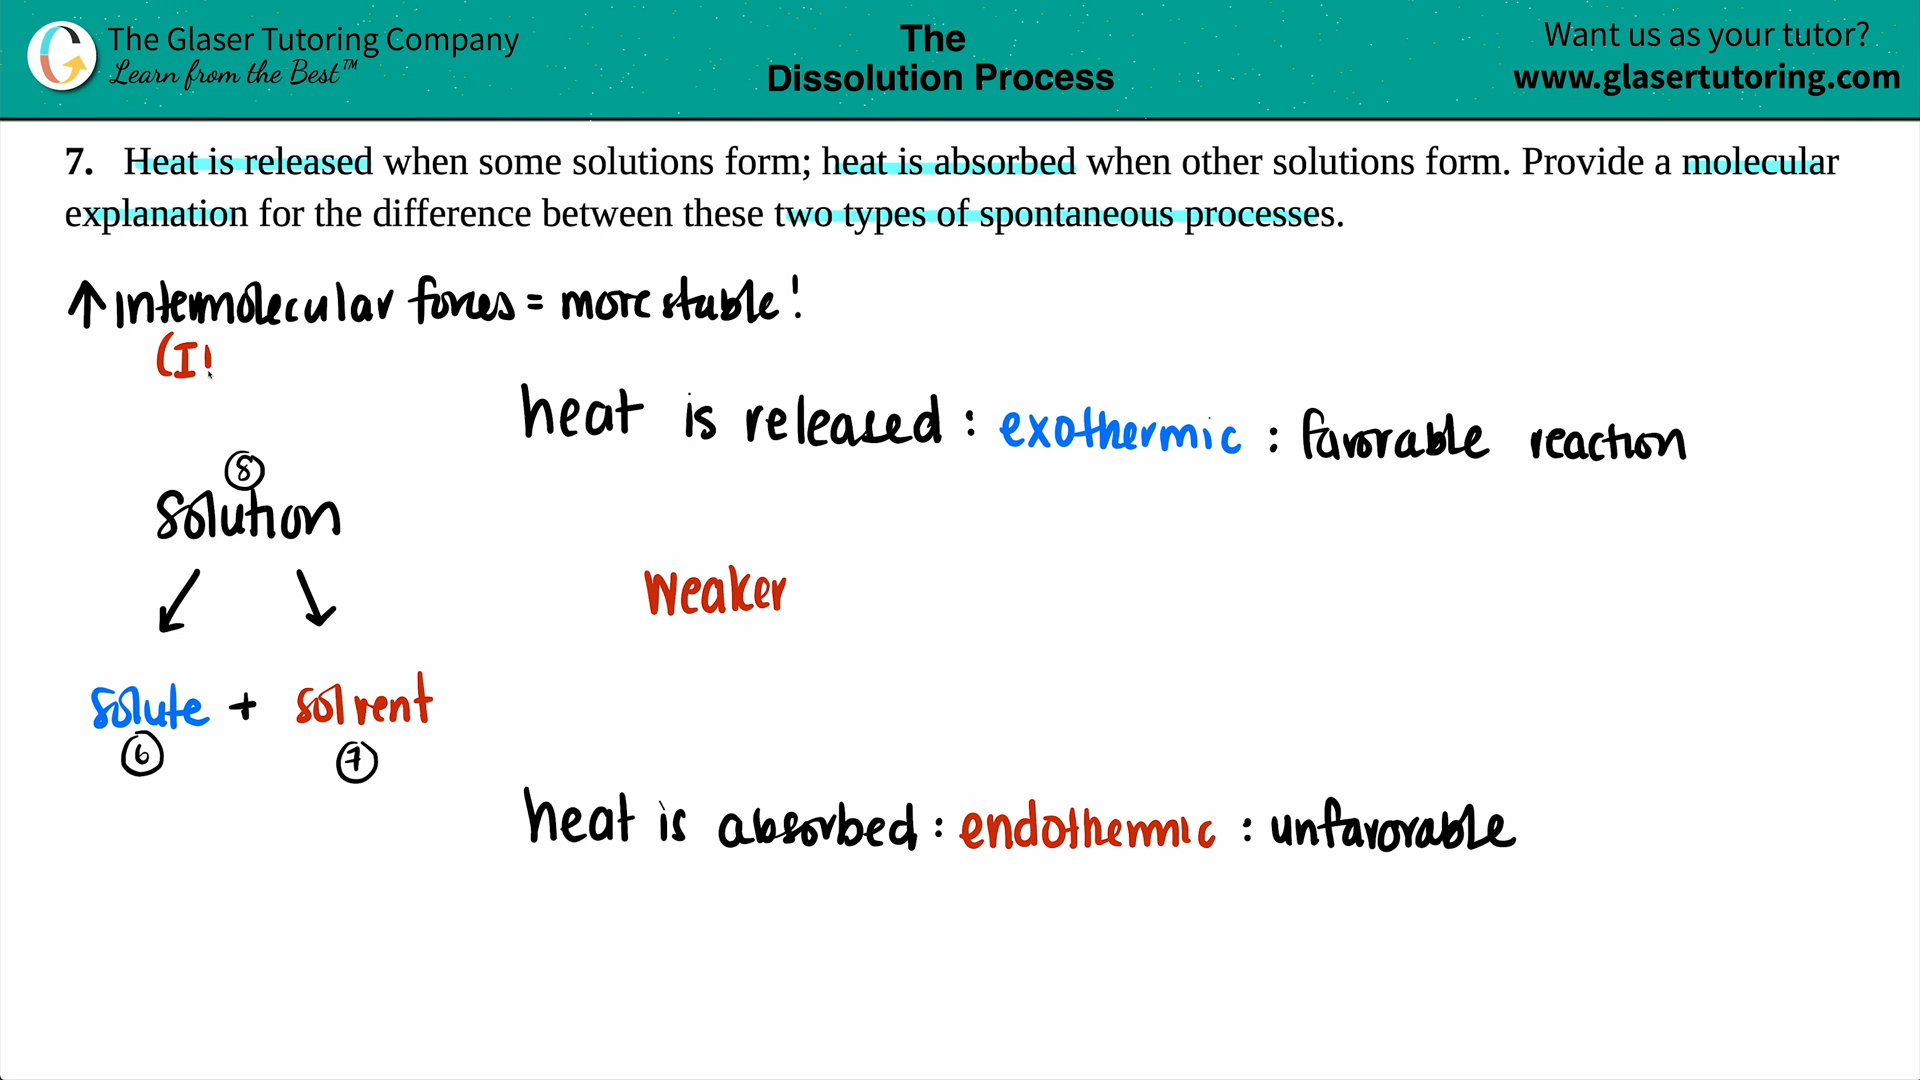 The Glaser Tutoring Company
Learn from the Best™
The
Dissolution Process
Want us as your tutor?
www.glasertutoring.com
7. Heat is released when some solutions form; heat is absorbed when other solutions form. Provide a molecular
explanation for the difference between these two types of spontaneous processes.
↑ Intermolecular forces = more stable!
(I
heat is released : exothermic : favorable reaction
8
solution
weaker
solute + solvent
6 7
heat is absorbed : endothermic : unfavorable